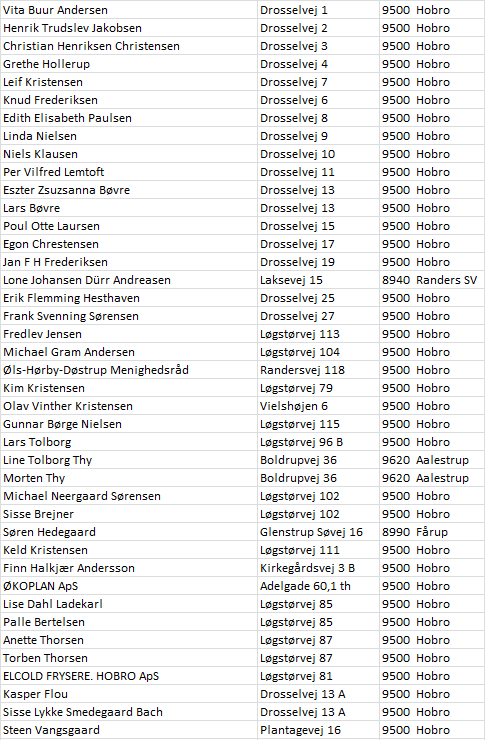 Vita Buur Andersen Drosselvej 1 9500 Hobro
Henrik Trudslev Jakobsen Drosselvej 2 9500 Hobro
Christian Henriksen Christensen Drosselvej 3 9500 Hobro
Grethe Hollerup Drosselvej 4 9500 Hobro
Leif Kristensen Drosselvej 7 9500 Hobro
Knud Frederiksen Drosselvej 6 9500 Hobro
Edith Elisabeth Paulsen Drosselvej 8 9500 Hobro
Linda Nielsen Drosselvej 9 9500 Hobro
Niels Klausen Drosselvej 10 9500 Hobro
Per Vilfred Lemtoft Drosselvej 11 9500 Hobro
Eszter Zsuzsanna Bøvre Drosselvej 13 9500 Hobro
Lars Bøvre Drosselvej 13 9500 Hobro
Poul Otte Laursen Drosselvej 15 9500 Hobro
Egon Chrestensen Drosselvej 17 9500 Hobro
Jan F H Frederiksen Drosselvej 19 9500 Hobro
Lone Johansen Dürr Andreasen Laksevej 15 8940 Randers SV
Erik Flemming Hesthaven Drosselvej 25 9500 Hobro
Frank Svenning Sørensen Drosselvej 27 9500 Hobro
Fredlev Jensen Løgstørvej 113 9500 Hobro
Michael Gram Andersen Løgstørvej 104 9500 Hobro
Øls-Hørby-Døstrup Menighedsråd Randersvej 118 9500 Hobro
Kim Kristensen Løgstørvej 79 9500 Hobro
Olav Vinther Kristensen Vielshøjen 6 9500 Hobro
Gunnar Børge Nielsen Løgstørvej 115 9500 Hobro
Lars Tolborg Løgstørvej 96 B 9500 Hobro
Line Tolborg Thy Boldrupvej 36 9620 Aalestrup
Morten Thy Boldrupvej 36 9620 Aalestrup
Michael Neergaard Sørensen Løgstørvej 102 9500 Hobro
Sisse Brejner Løgstørvej 102 9500 Hobro
Søren Hedegaard Glenstrup Søvej 16 8990 Fårup
Keld Kristensen Løgstørvej 111 9500 Hobro
Finn Halkjær Andersson Kirkegårdsvej 3 B 9500 Hobro
ØKOPLAN ApS Adelgade 60,1 th 9500 Hobro
Lise Dahl Ladekarl Løgstørvej 85 9500 Hobro
Palle Bertelsen Løgstørvej 85 9500 Hobro
Anette Thorsen Løgstørvej 87 9500 Hobro
Torben Thorsen Løgstørvej 87 9500 Hobro
ELCOLD FRYSERE. HOBRO ApS Løgstørvej 81 9500 Hobro
Kasper Flou Drosselvej 13 A 9500 Hobro
Sisse Lykke Smedegaard Bach Drosselvej 13 A 9500 Hobro
Steen Vangsgaard Plantagevej 16 9500 Hobro